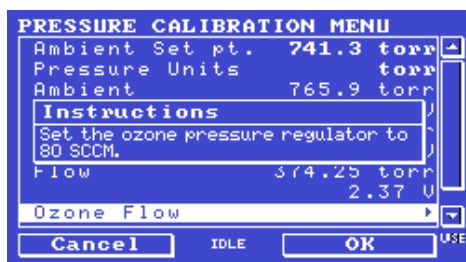 PRESSURE CALIBRATION MENU
Ambient Set pt. 741.3 torr
Pressure Units torr
Ambient 765.9 torr
Instructions
Set the ozone pressure regulator to
80 SCCM.
Flow 374.25 torr
2.37 V
Ozone Flow
Cancel IDLE OK